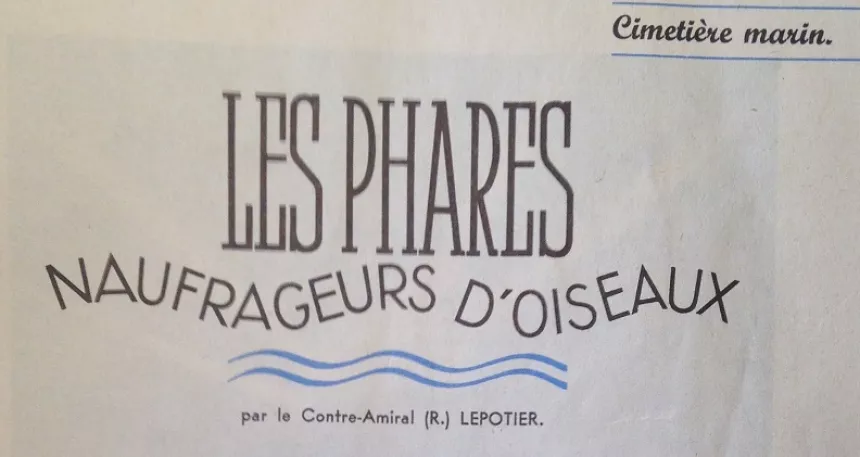 Cimetière marin.
LES PHARES
NAUFRAGEURS D'OISEAUX
par le Contre-Amiral (R.) LEPOTIER.